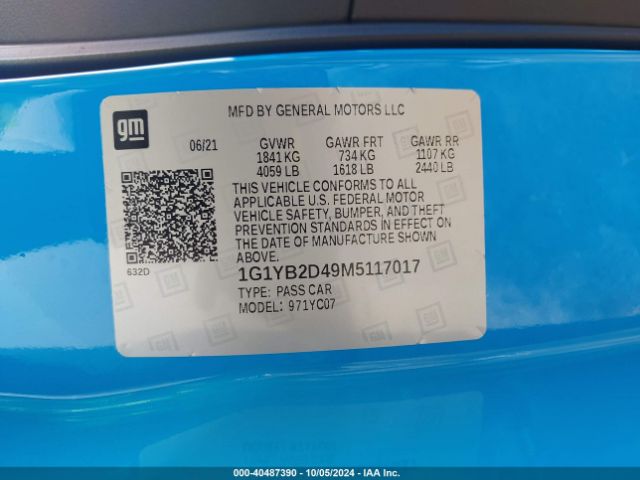 gm
MFD BY GENERAL MOTORS LLC
06/21 GVWR GAWR FRT GAWR RR
1841 KG 734 KG 1107 KG
4059 LB 1618 LB 2440 LB
THIS VEHICLE CONFORMS TO ALL
APPLICABLE U.S. FEDERAL MOTOR
VEHICLE SAFETY, BUMPER, AND THEFT
PREVENTION STANDARDS IN EFFECT ON
THE DATE OF MANUFACTURE SHOWN
ABOVE.
632D
1G1YB2D49M5117017
TYPE: PASS CAR
MODEL: 971YC07
000-40487390 - 10/05/2024 - IAA Inc.